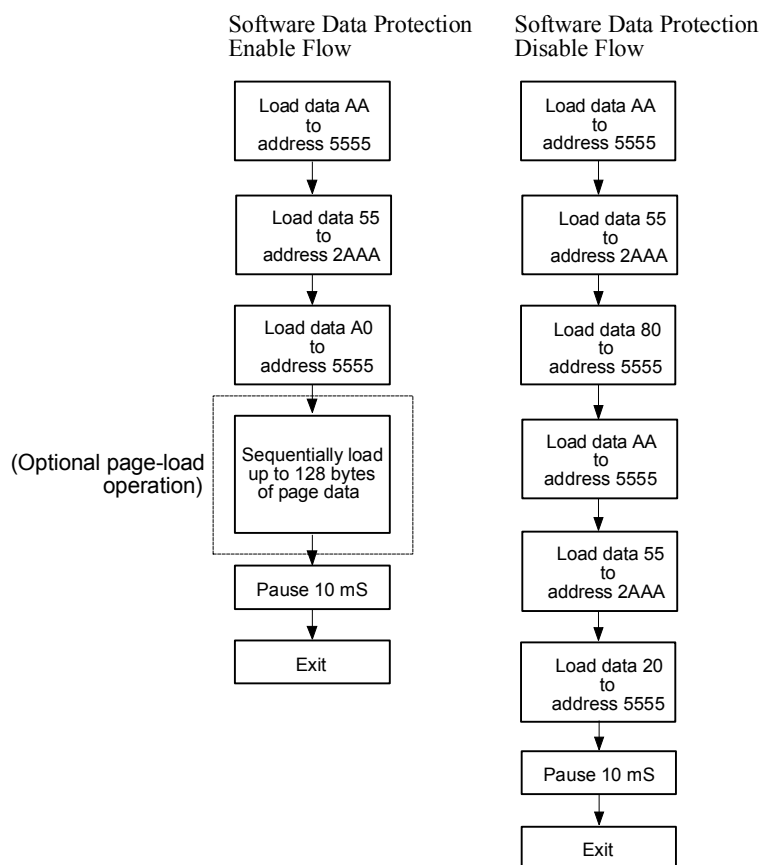 Software Data Protection
Enable Flow
Load data AA
to
address 5555
Load data 55
to
address 2AAA
Load data A0
to
address 5555
(Optional page-load
operation)
Sequentially load
up to 128 bytes
of page data
Pause 10 mS
Exit
Software Data Protection
Disable Flow
Load data AA
to
address 5555
Load data 55
to
address 2AAA
Load data 80
to
address 5555
Load data AA
to
address 5555
Load data 55
to
address 2AAA
Load data 20
to
address 5555
Pause 10 mS
Exit